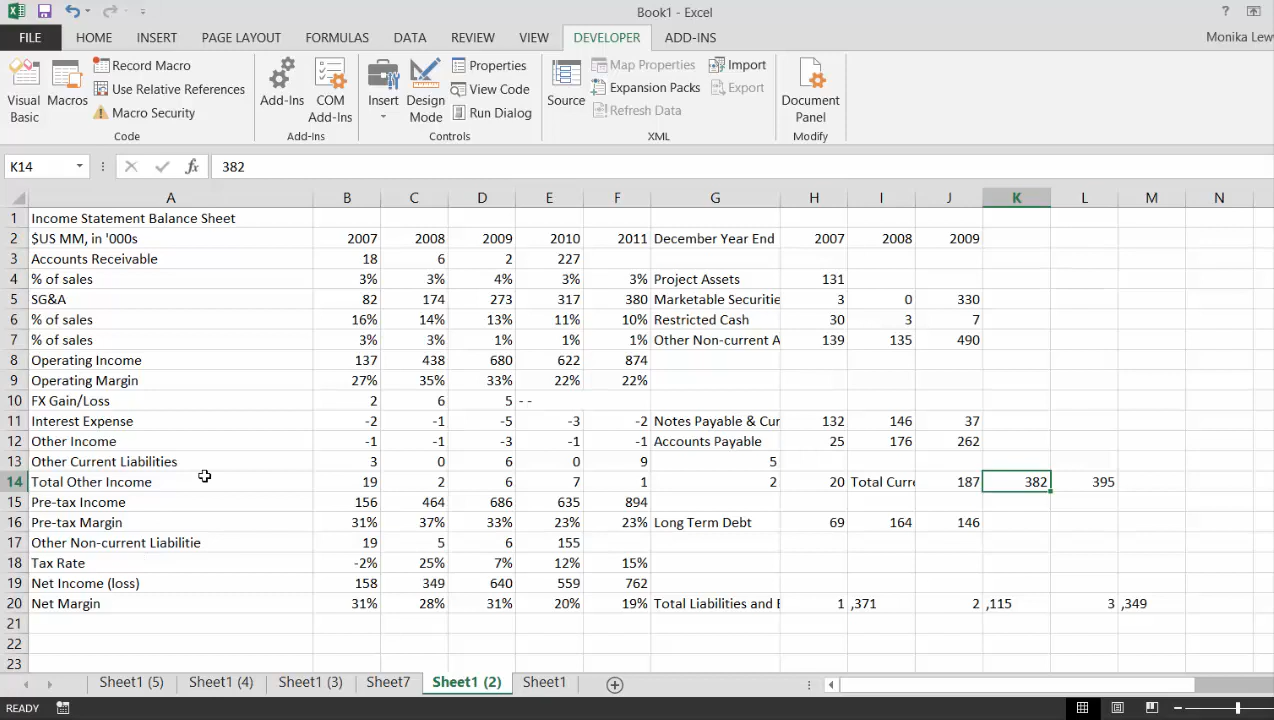 Book1 - Excel
FILE HOME INSERT PAGE LAYOUT FORMULAS DATA REVIEW VIEW DEVELOPER ADD-INS Monika Lew
Visual Basic
Macros
Record Macro
Use Relative References
Macro Security
Code
Add-Ins
COM Add-Ins
Add-Ins
Insert
Design Mode
Properties
View Code
Run Dialog
Controls
Source
Map Properties
Expansion Packs
Refresh Data
Import
Export
XML
Document Panel
Modify
K14 fx 382
A B C D E F G H I J K L M N
1 Income Statement Balance Sheet
2 $US MM, in '000s 2007 2008 2009 2010 2011 December Year End 2007 2008 2009
3 Accounts Receivable 18 6 2 227
4 % of sales 3% 3% 4% 3% 3% Project Assets 131
5 SG&A 82 174 273 317 380 Marketable Securitie 3 0 330
6 % of sales 16% 14% 13% 11% 10% Restricted Cash 30 3 7
7 % of sales 3% 3% 1% 1% 1% Other Non-current A 139 135 490
8 Operating Income 137 438 680 622 874
9 Operating Margin 27% 35% 33% 22% 22%
10 FX Gain/Loss 2 6 5 - -
11 Interest Expense -2 -1 -5 -3 -2 Notes Payable & Cur 132 146 37
12 Other Income -1 -1 -3 -1 -1 Accounts Payable 25 176 262
13 Other Current Liabilities 3 0 6 0 9 5
14 Total Other Income 19 2 6 7 1 2 20 Total Curre 187 382 395
15 Pre-tax Income 156 464 686 635 894
16 Pre-tax Margin 31% 37% 33% 23% 23% Long Term Debt 69 164 146
17 Other Non-current Liabilitie 19 5 6 155
18 Tax Rate -2% 25% 7% 12% 15%
19 Net Income (loss) 158 349 640 559 762
20 Net Margin 31% 28% 31% 20% 19% Total Liabilities and E 1 ,371 2 ,115 3 ,349
21
22
23
Sheet1 (5) Sheet1 (4) Sheet1 (3) Sheet7 Sheet1 (2) Sheet1
READY